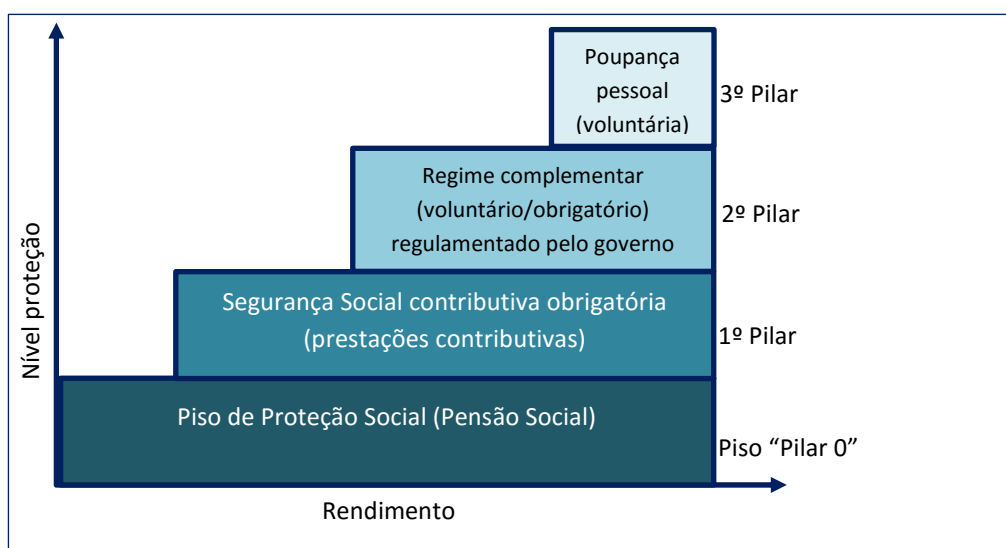 Poupança
pessoal
(voluntária)
3º Pilar
Regime complementar
(voluntário/obrigatório)
regulamentado pelo governo
2º Pilar
Segurança Social contributiva obrigatória
(prestações contributivas)
1º Pilar
Piso de Proteção Social (Pensão Social)
Piso “Pilar 0”
Nível proteção
Rendimento